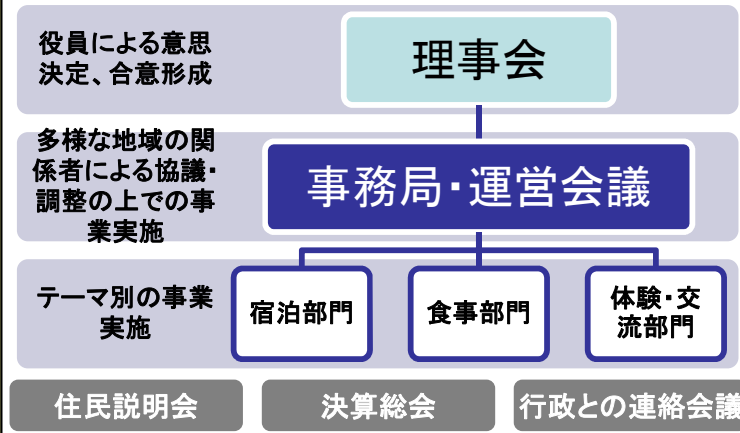 役員による意思
決定、合意形成
理事会
多様な地域の関
係者による協議・
調整の上での事
業実施
事務局・運営会議
テーマ別の事業
実施
宿泊部門
食事部門
体験・交
流部門
住民説明会
決算総会
行政との連絡会議